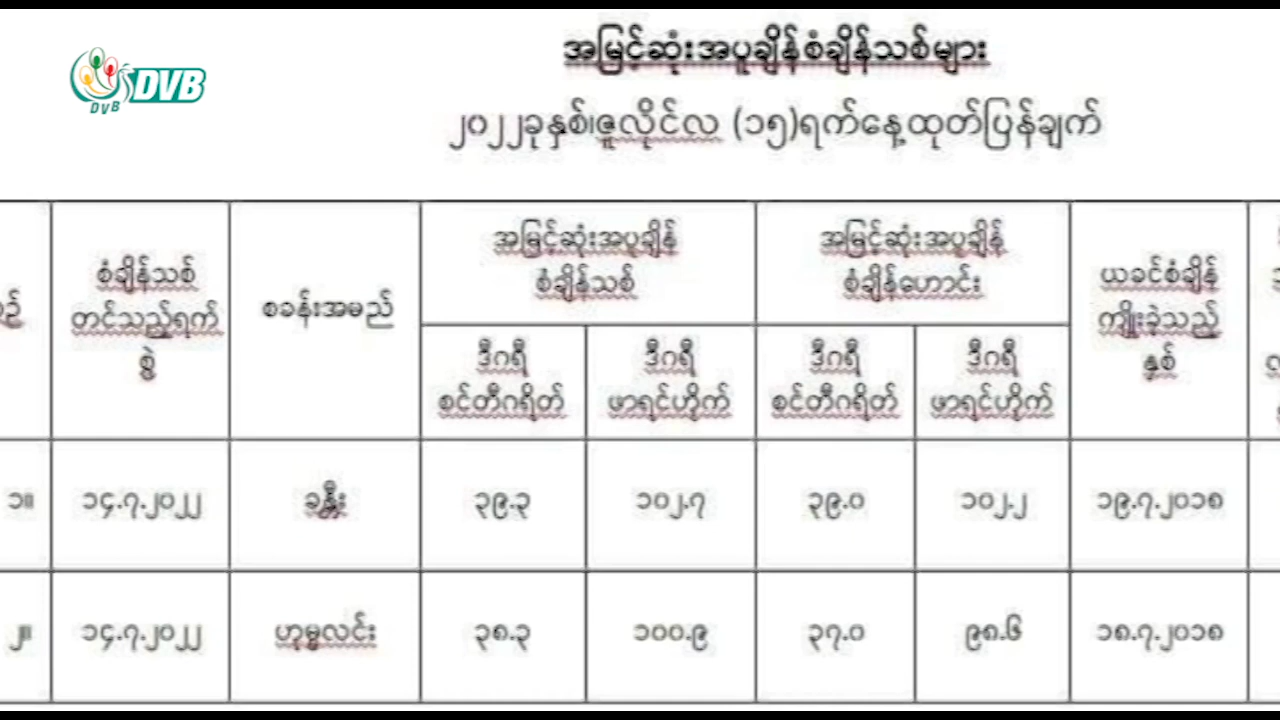 DVB
DVB
အမြင့်ဆုံးအပူချိန်စံချိန်သစ်များ
၂၀၂၂ခုနှစ်၊ဇူလိုင်လ (၁၅)ရက်နေ့ထုတ်ပြန်ချက်
စံချိန်သစ်
တင်သည့်ရက်
စွဲ
စခန်းအမည်
အမြင့်ဆုံးအပူချိန်
စံချိန်သစ်
အမြင့်ဆုံးအပူချိန်
စံချိန်ဟောင်း
ယခင်စံချိန်
ကျိုးခဲ့သည့်
နှစ်
ဒီဂရီ
စင်တီဂရိတ်
ဒီဂရီ
ဖာရင်ဟိုက်
ဒီဂရီ
စင်တီဂရိတ်
ဒီဂရီ
ဖာရင်ဟိုက်
၁။ ၁၄.၇.၂၀၂၂ ခန္တီး ၃၉.၃ ၁၀၂.၇ ၃၉.၀ ၁၀၂.၂ ၁၉.၇.၂၀၁၈
၂။ ၁၄.၇.၂၀၂၂ ဟုမ္မလင်း ၃၈.၃ ၁၀၀.၉ ၃၇.၀ ၉၈.၆ ၁၈.၇.၂၀၁၈